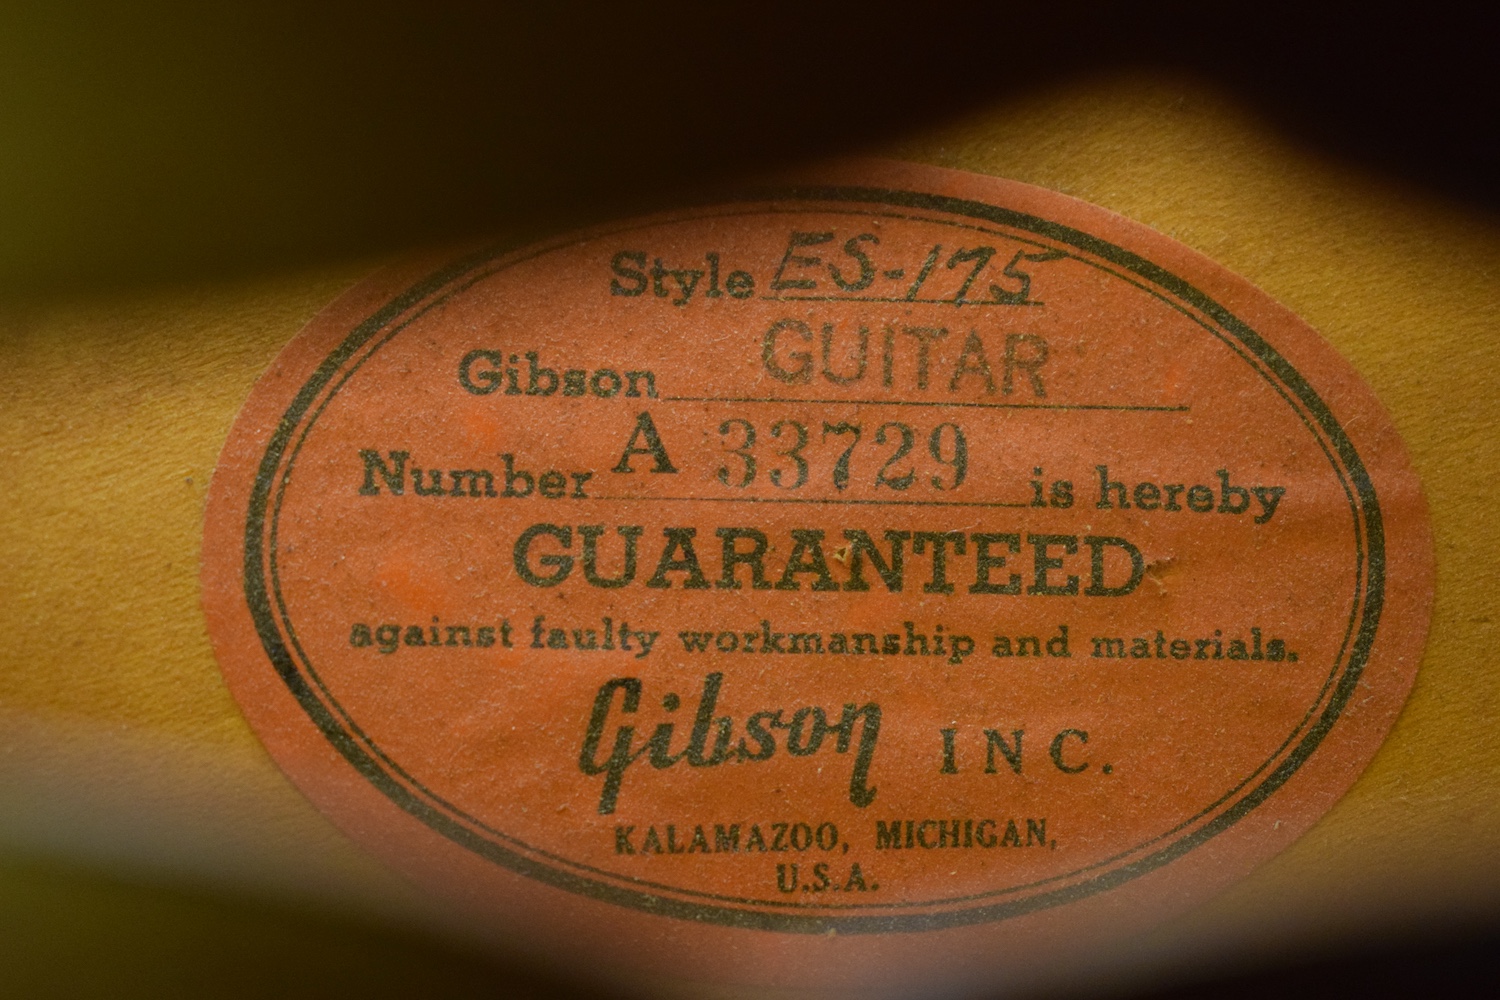 Style ES-175
Gibson GUITAR
Number A 33729 is hereby
GUARANTEED
against faulty workmanship and materials.
Gibson INC.
KALAMAZOO, MICHIGAN,
U.S.A.